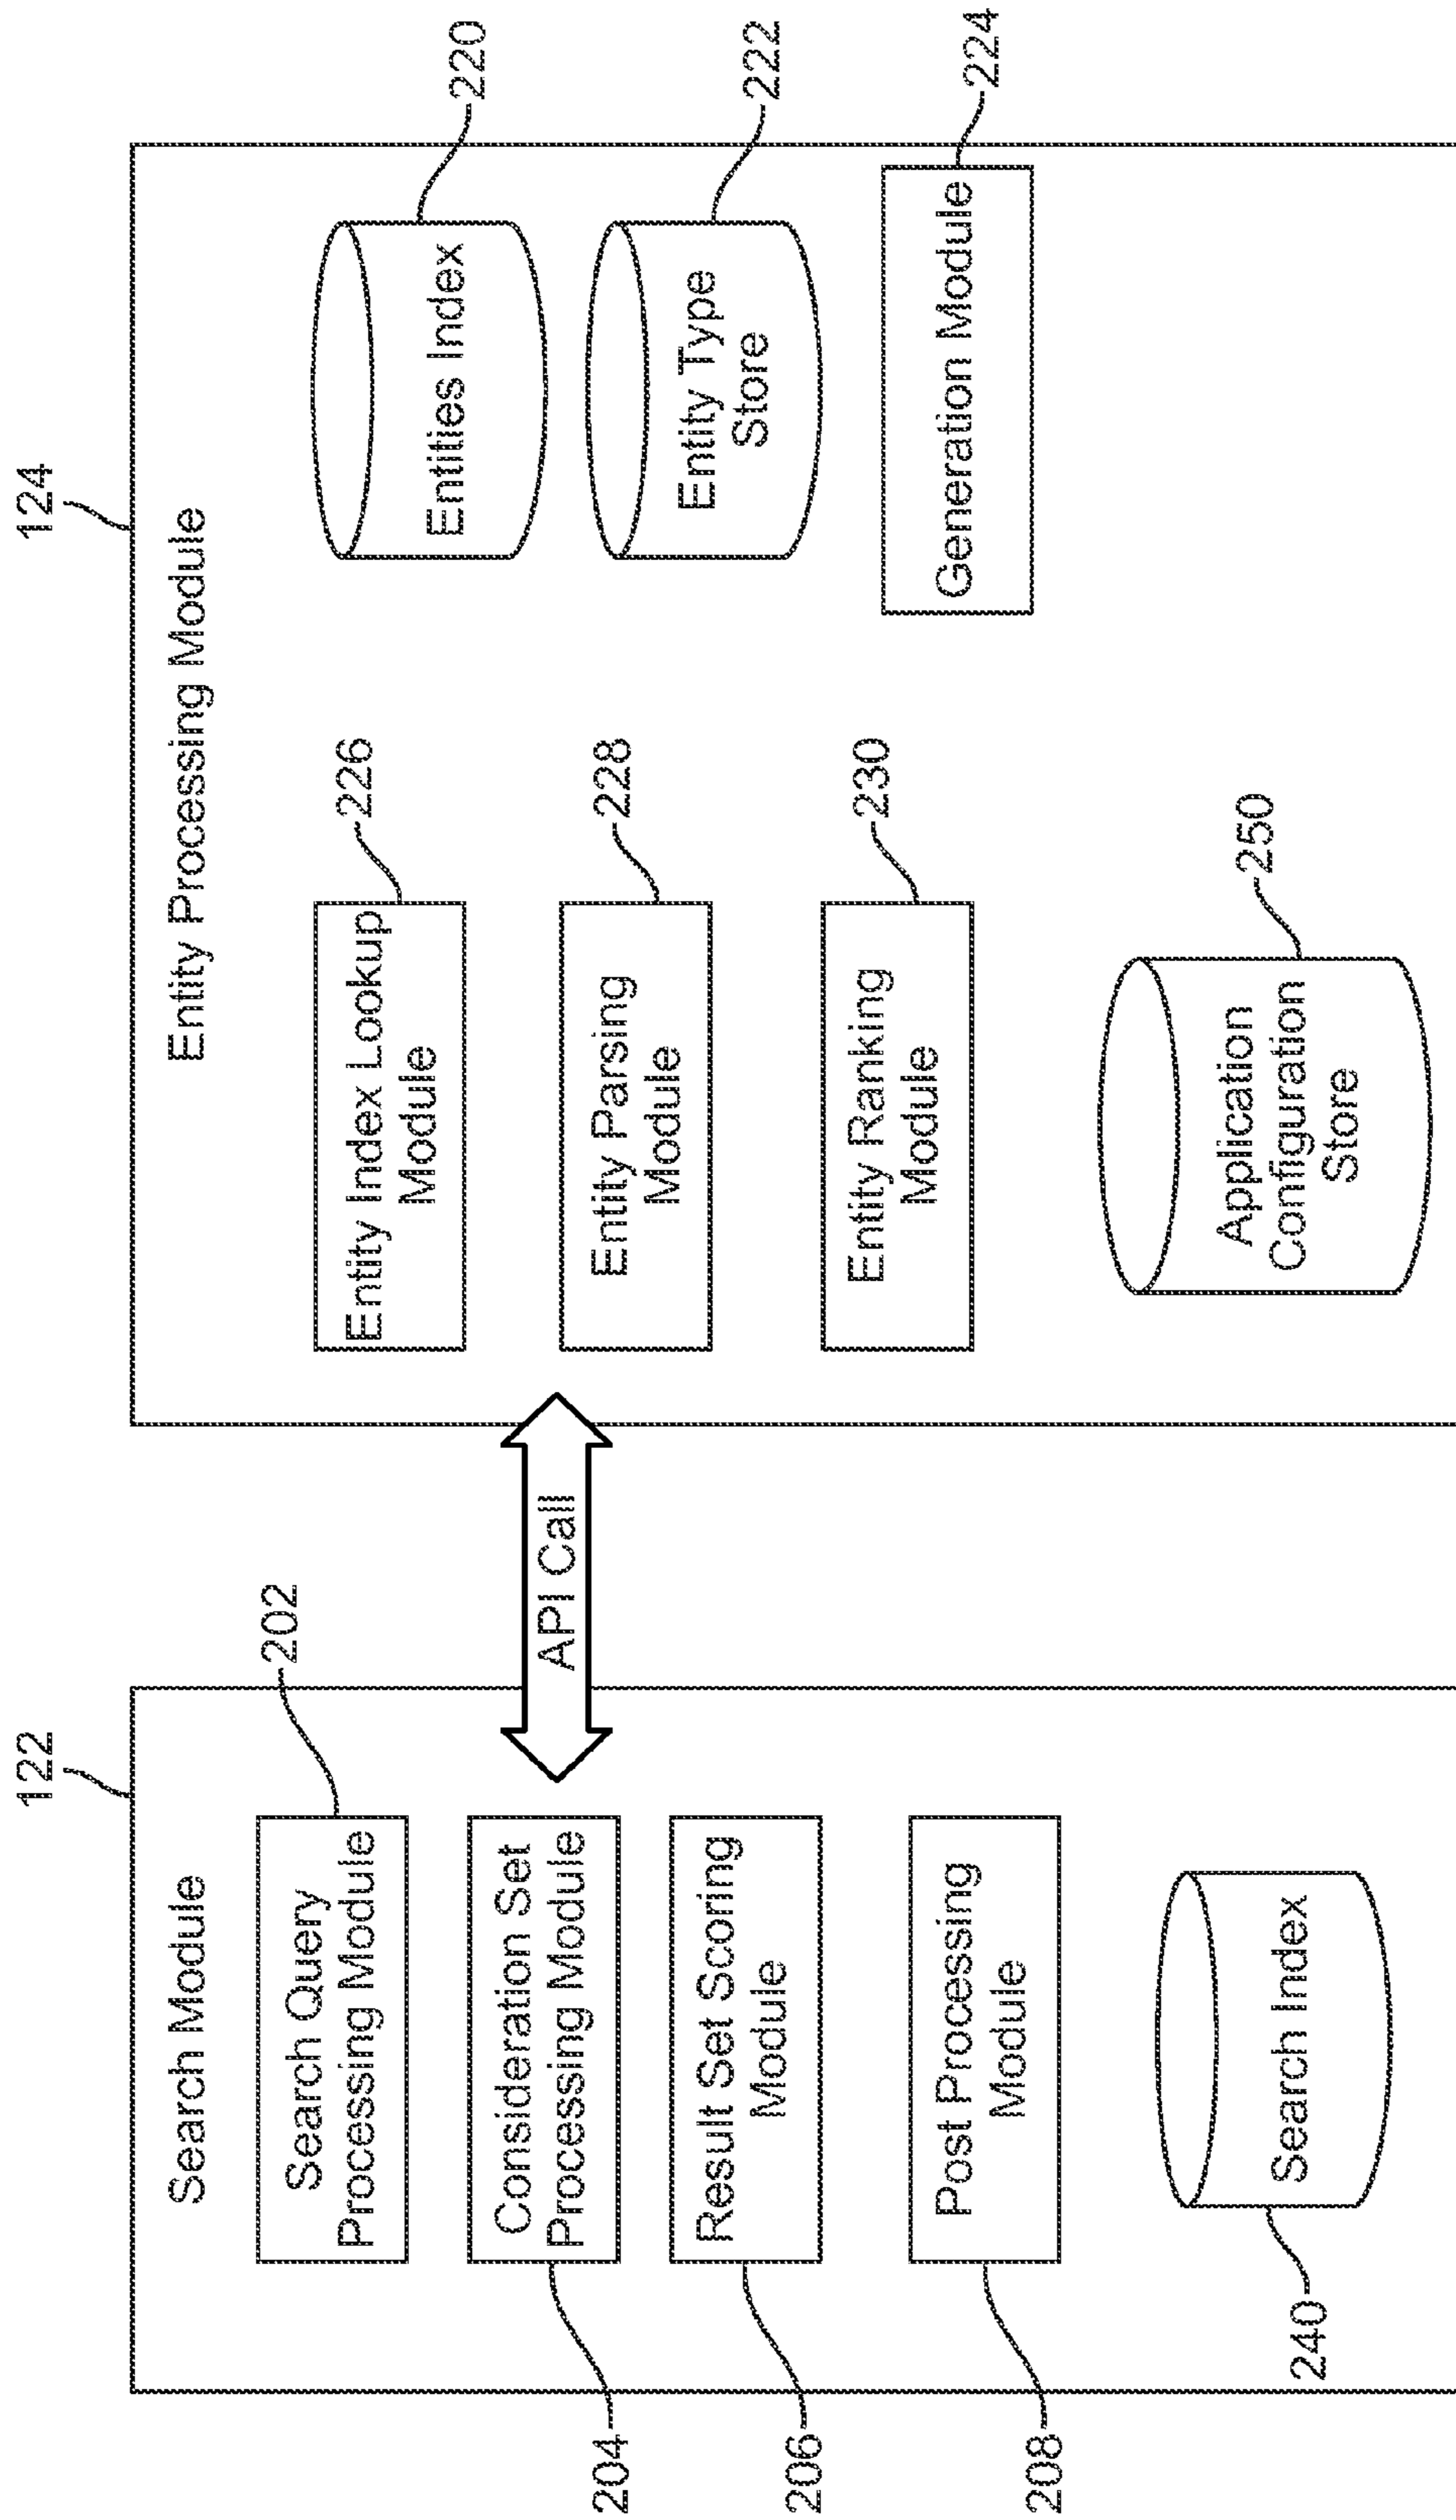 122
Search Module
202
Search Query
Processing Module
204
Consideration Set
Processing Module
206
Result Set Scoring
Module
208
Post Processing
Module
240
Search Index
API Call
124
Entity Processing Module
226
Entity Index Lookup
Module
228
Entity Parsing
Module
230
Entity Ranking
Module
250
Application
Configuration
Store
220
Entities Index
222
Entity Type
Store
224
Generation Module